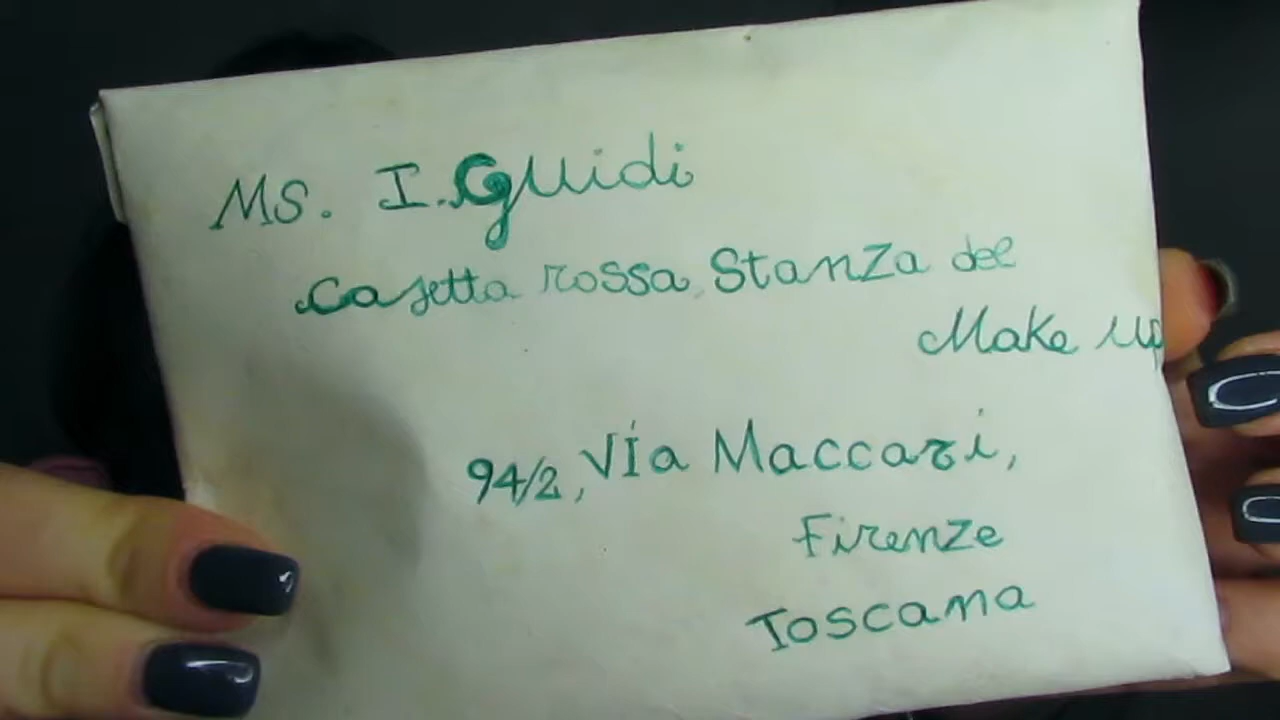 Ms. I. Guidi
Casetta rossa, Stanza del
Make up
94/2, Via Maccari,
Firenze
Toscana